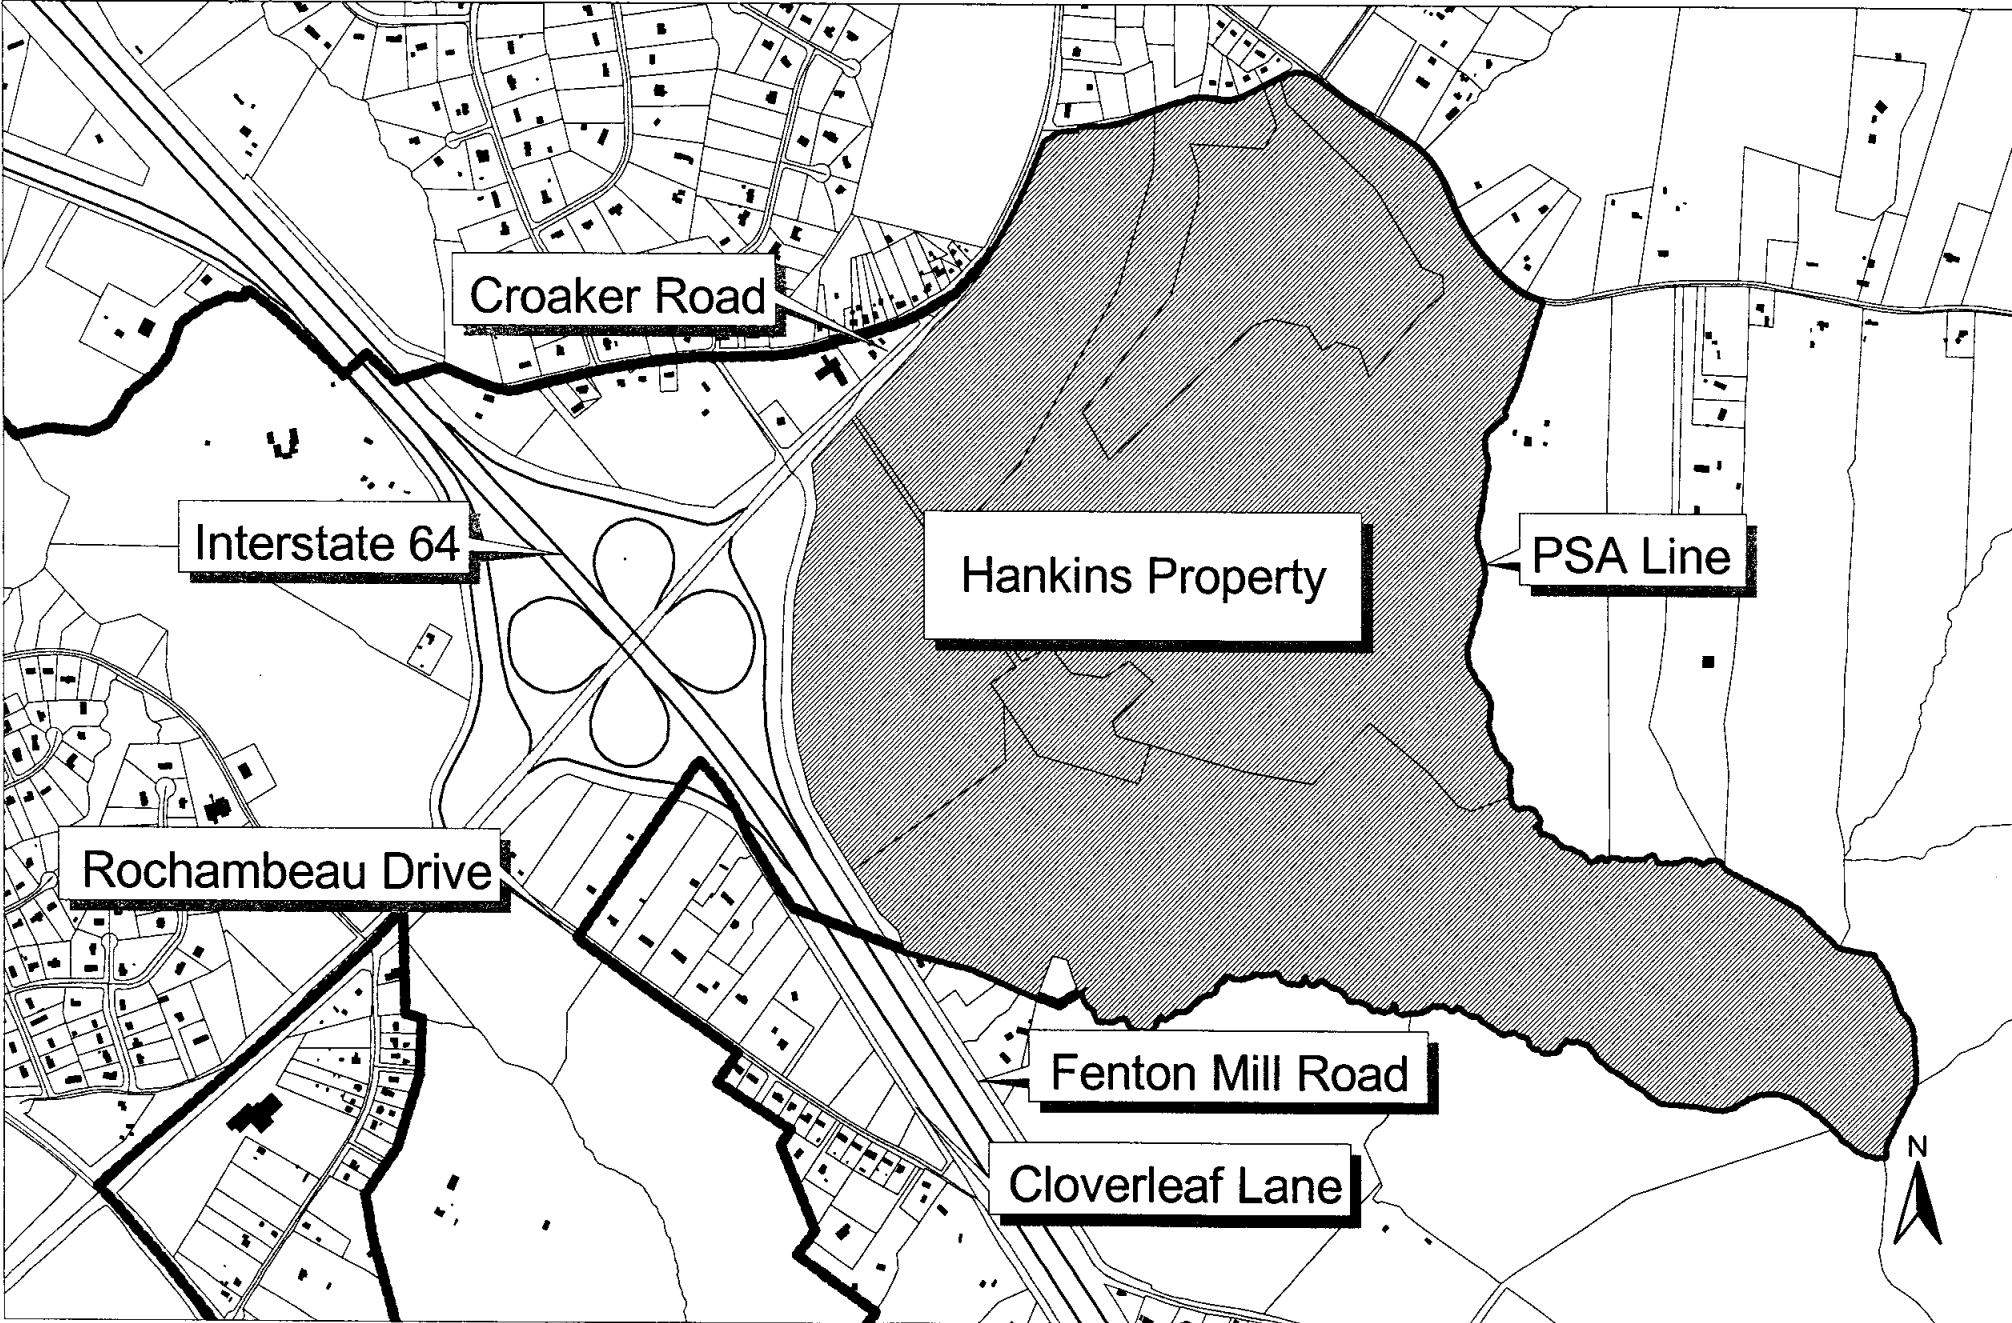 Croaker Road
Interstate 64
Hankins Property
PSA Line
Rochambeau Drive
Fenton Mill Road
Cloverleaf Lane
N